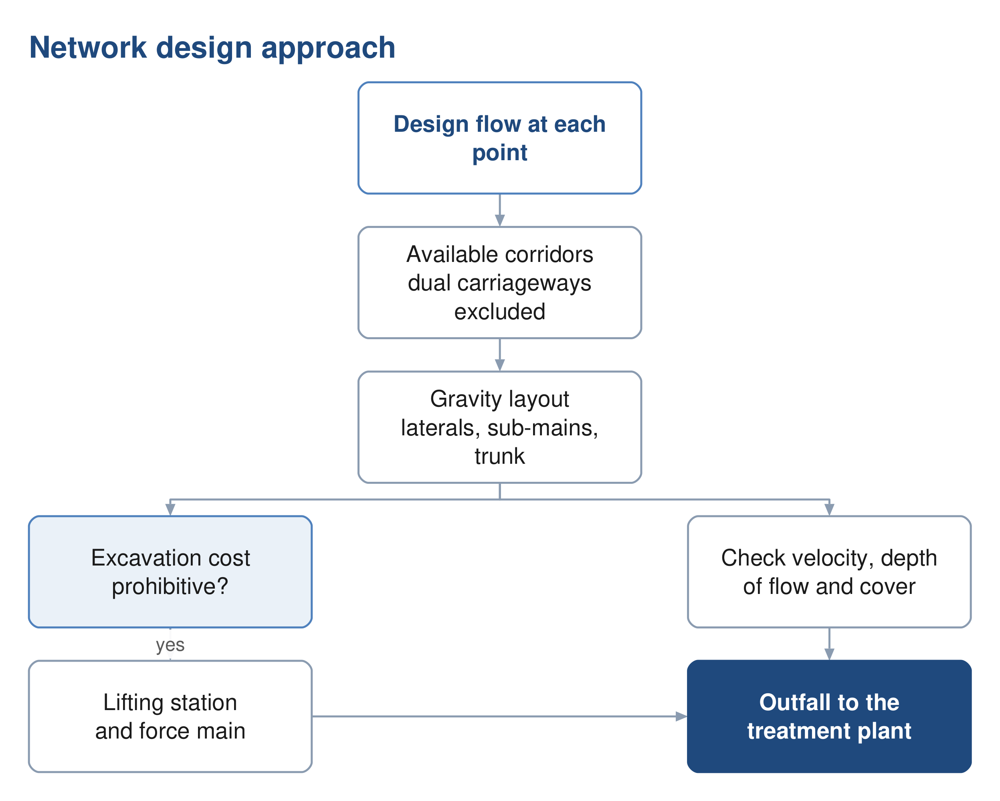 Network design approach
Design flow at each
point
Available corridors
dual carriageways
excluded
Gravity layout
laterals, sub-mains,
trunk
Excavation cost
prohibitive?
Check velocity, depth
of flow and cover
yes
Lifting station
and force main
Outfall to the
treatment plant